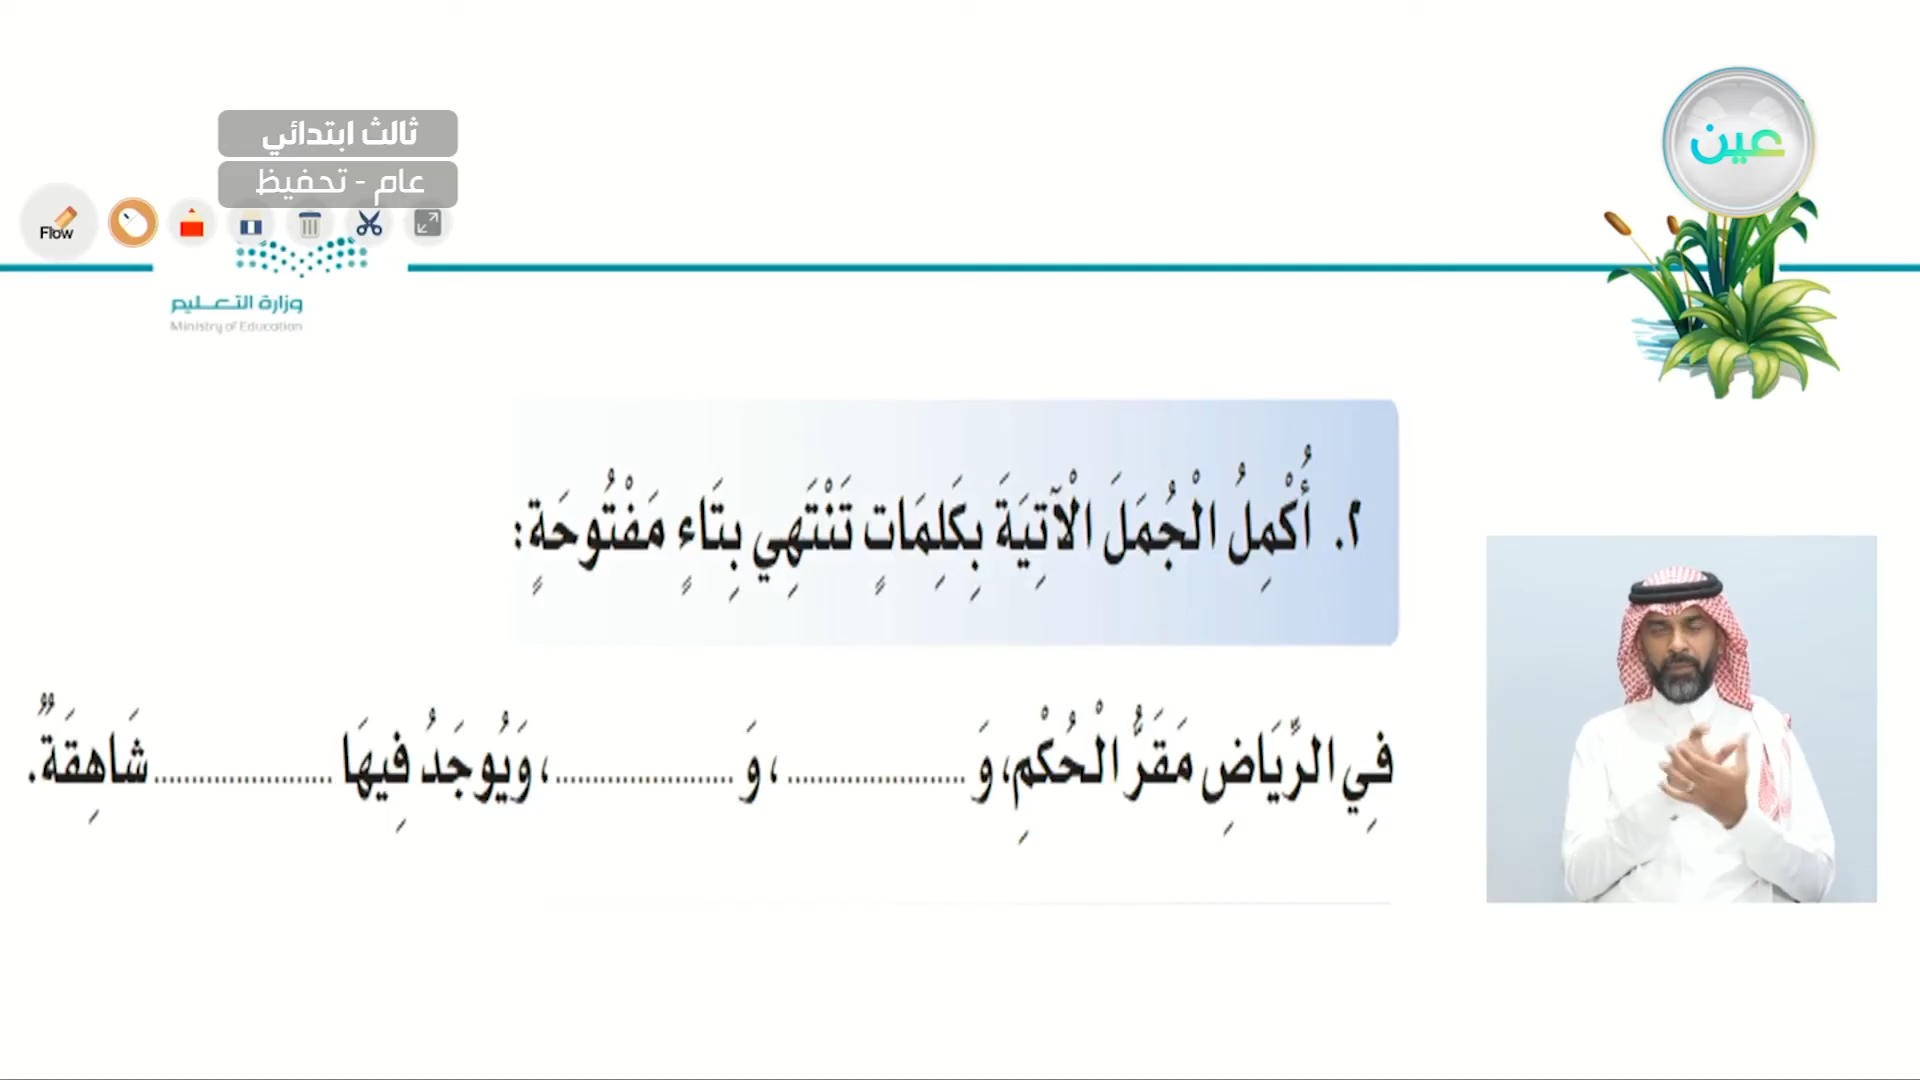 ثالث ابتدائي
عام - تحفيظ
عين
Flow
وزارة التعليم
Ministry of Education
٢. أُكْمِلُ الْجُمَلَ الْآتِيَةَ بِكَلِمَاتٍ تَنْتَهِي بِتَاءٍ مَفْتُوحَةٍ:
فِي الرِّيَاضِ مَقَرُّ الْحُكْمِ، وَ ......................، وَ ......................، وَيُوجَدُ فِيهَا ...................... شَاهِقَةٌ.